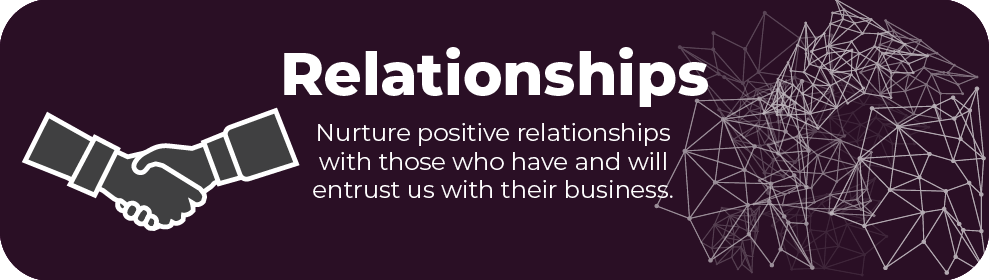 Relationships
Nurture positive relationships
with those who have and will
entrust us with their business.